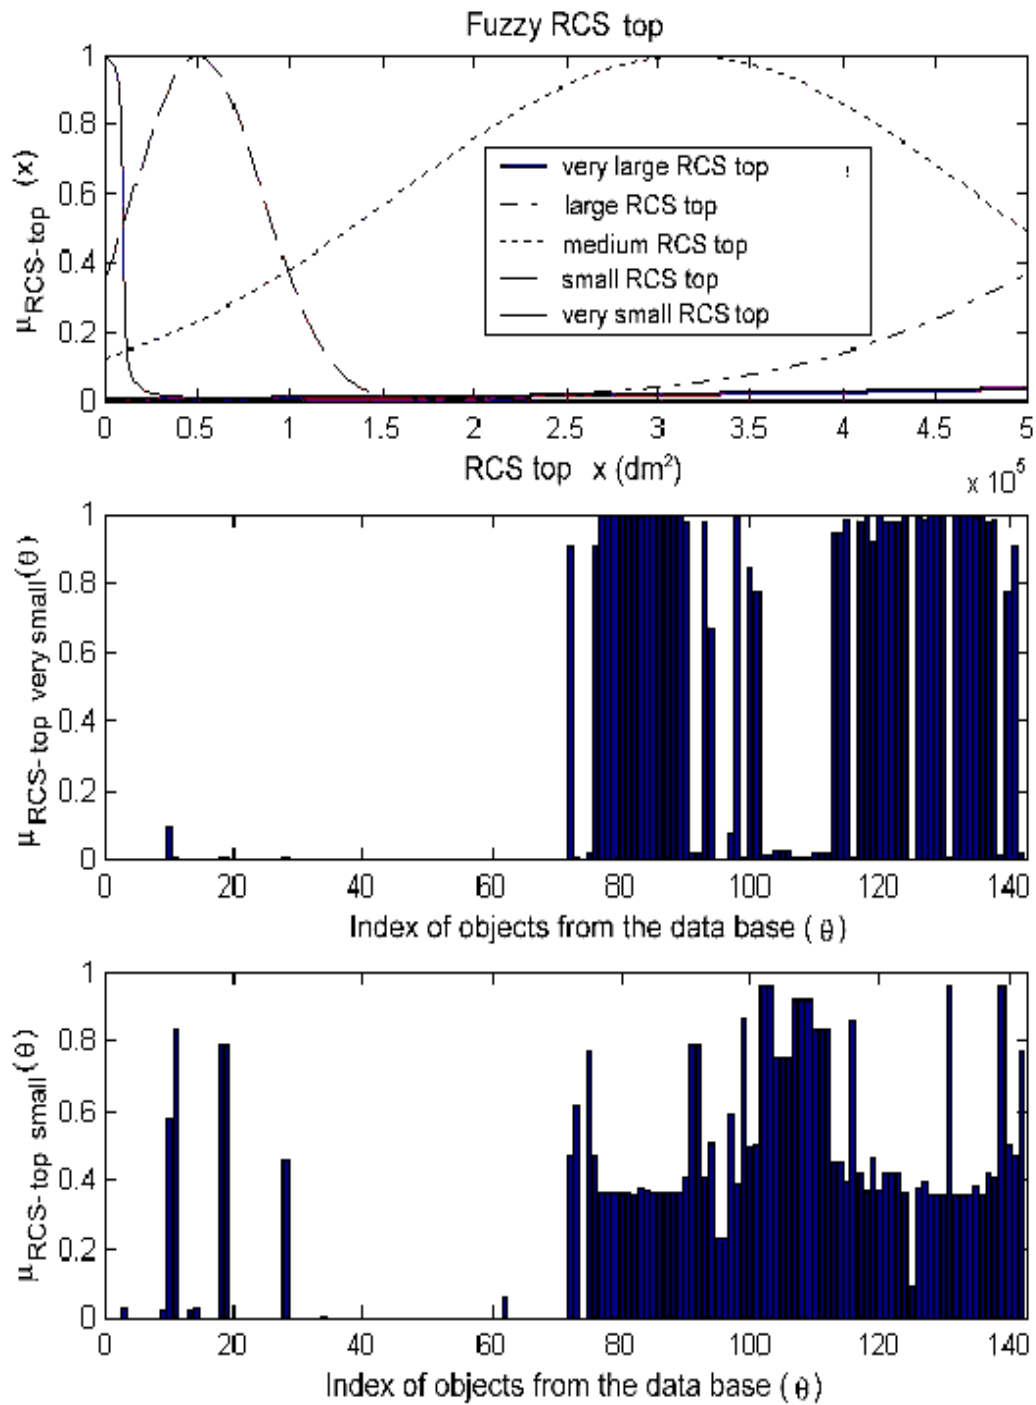 Fuzzy RCS top
μRCS-top (x)
1
0.8
0.6
0.4
0.2
0
very large RCS top
large RCS top
medium RCS top
small RCS top
very small RCS top
0 0.5 1 1.5 2 2.5 3 3.5 4 4.5 5
RCS top x (dm²)
x 10⁵
μRCS-top very small(θ)
1
0.8
0.6
0.4
0.2
0
0 20 40 60 80 100 120 140
Index of objects from the data base (θ)
μRCS-top small(θ)
1
0.8
0.6
0.4
0.2
0
0 20 40 60 80 100 120 140
Index of objects from the data base (θ)